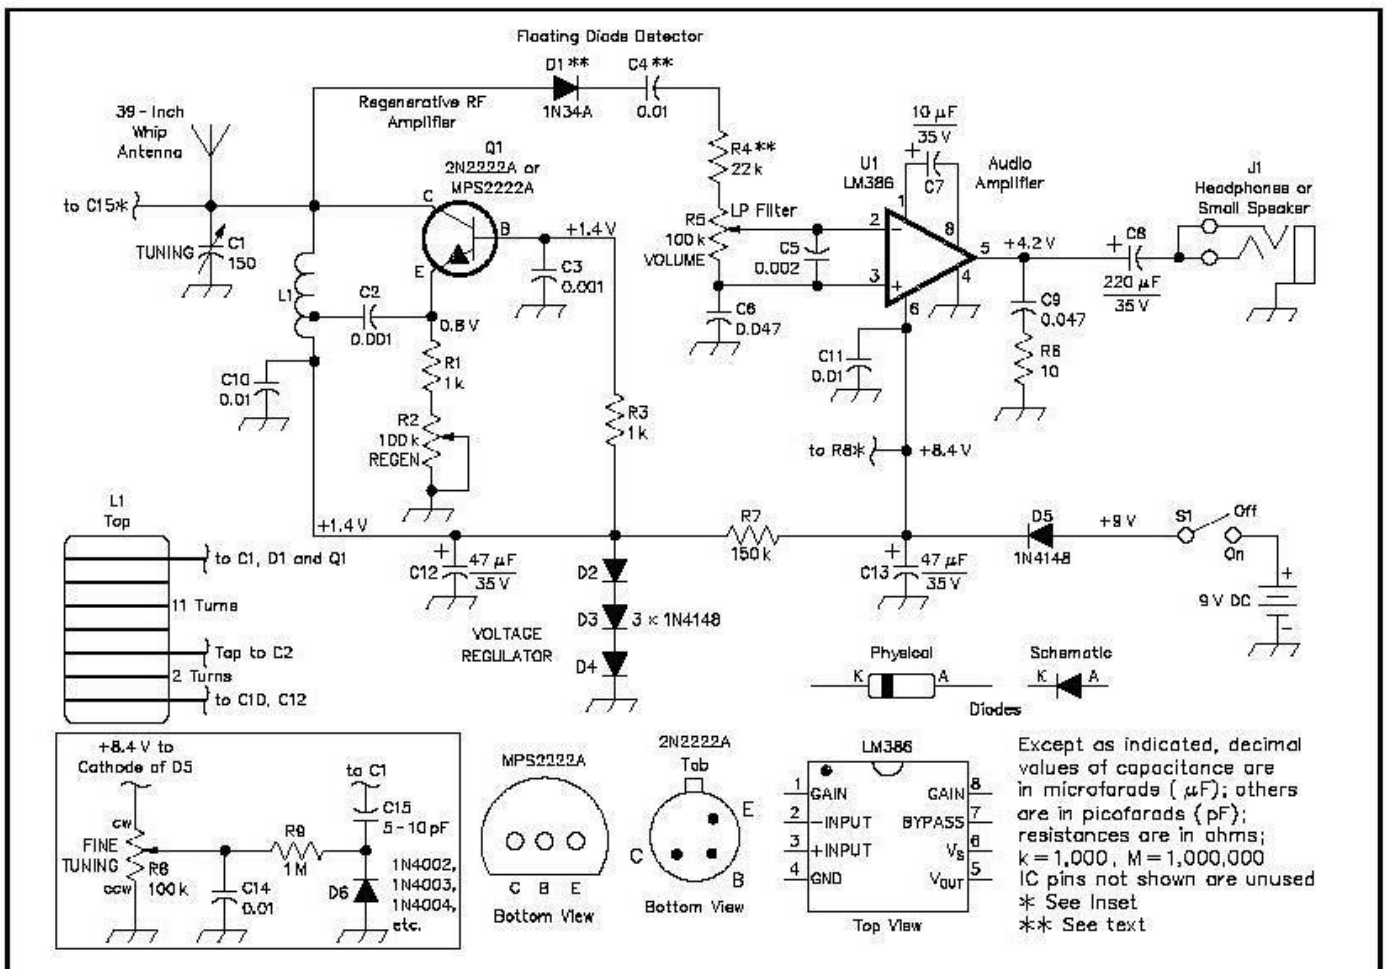 Floating Diode Detector
D1 **
C4 **
1N34A
0.01
Regenerative RF
Amplifier
39-Inch
Whip
Antenna
Q1
2N2222A or
MPS2222A
R4 **
22 k
10 µF
35 V
C7
U1
LM386
Audio
Amplifier
J1
Headphones or
Small Speaker
to C15*
C
B
E
+1.4 V
TUNING
C1
150
L1
C2
0.001
C3
0.001
0.8 V
R5
100 k
VOLUME
LP Filter
C5
0.002
C6
0.047
1
2
3
8
5
4
6
+4.2 V
C8
220 µF
35 V
C9
0.047
R6
10
C11
0.01
C10
0.01
R1
1 k
R2
100 k
REGEN
R3
1 k
to R8*
+8.4 V
+1.4 V
C12
47 µF
35 V
R7
150 k
C13
47 µF
35 V
D5
1N4148
+9 V
S1
Off
On
9 V DC
+
-
D2
D3
D4
3 x 1N4148
VOLTAGE
REGULATOR
L1
Top
to C1, D1 and Q1
11 Turns
Tap to C2
2 Turns
to C10, C12
Physical
K
A
Schematic
K
A
Diodes
+8.4 V to
Cathode of D5
CW
FINE
TUNING
R8
100 k
CCW
C14
0.01
R9
1 M
to C1
C15
5-10 pF
D6
1N4002,
1N4003,
1N4004,
etc.
MPS2222A
C B E
Bottom View
2N2222A
Tab
E
C
B
Bottom View
LM386
1 GAIN
2 -INPUT
3 +INPUT
4 GND
GAIN 8
BYPASS 7
VS 6
VOUT 5
Top View
Except as indicated, decimal
values of capacitance are
in microfarads ( µF); others
are in picofarads ( pF);
resistances are in ohms;
k = 1,000 , M = 1,000,000
IC pins not shown are unused
* See Inset
** See text